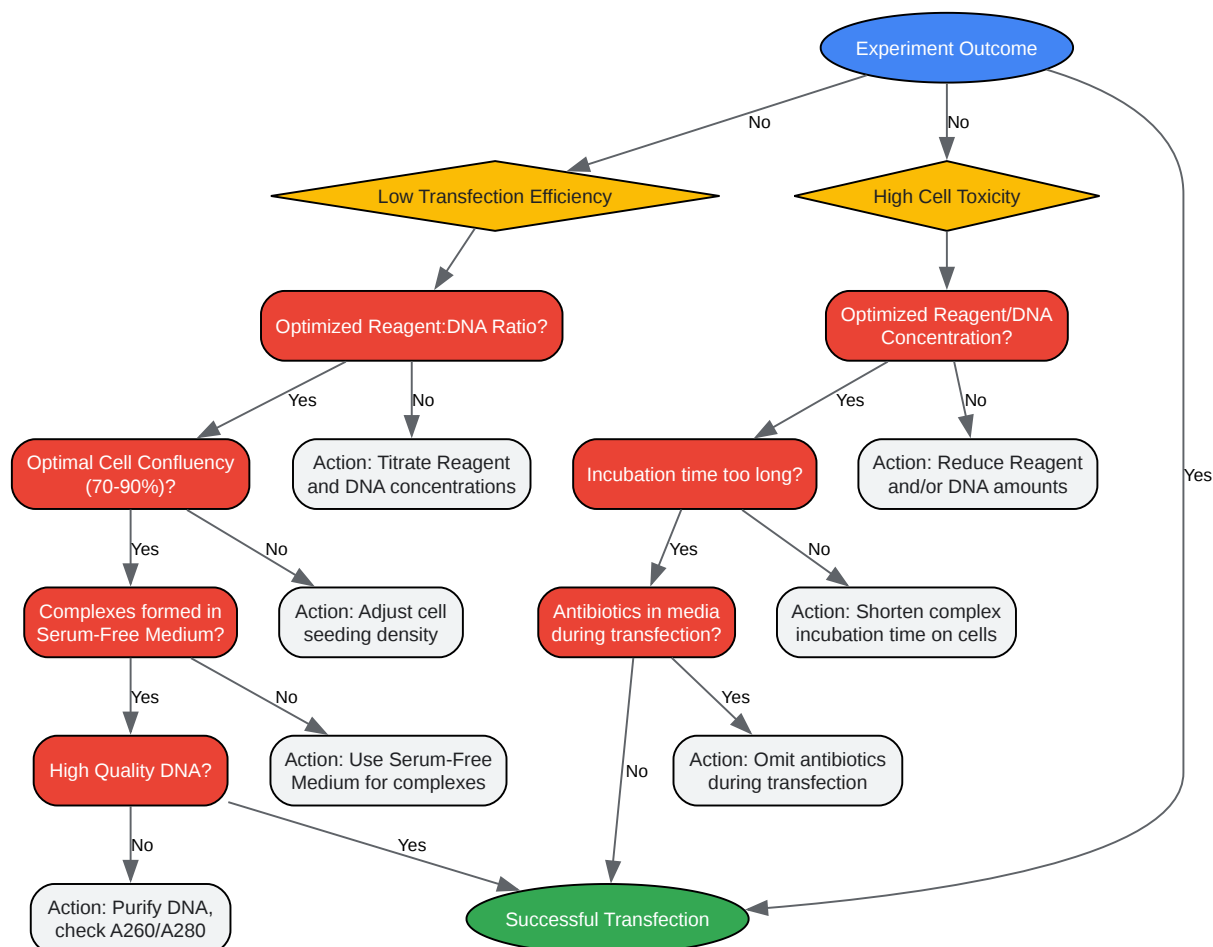 Experiment Outcome
No
No
Low Transfection Efficiency
High Cell Toxicity
Optimized Reagent:DNA Ratio?
Optimized Reagent/DNA
Concentration?
Yes
No
Yes
No
Yes
Optimal Cell Confluency
(70-90%)?
Action: Titrate Reagent
and DNA concentrations
Incubation time too long?
Action: Reduce Reagent
and/or DNA amounts
Yes
No
Yes
No
Complexes formed in
Serum-Free Medium?
Action: Adjust cell
seeding density
Antibiotics in media
during transfection?
Action: Shorten complex
incubation time on cells
Yes
No
No
Yes
High Quality DNA?
Action: Use Serum-Free
Medium for complexes
Action: Omit antibiotics
during transfection
No
Yes
Action: Purify DNA,
check A260/A280
Successful Transfection